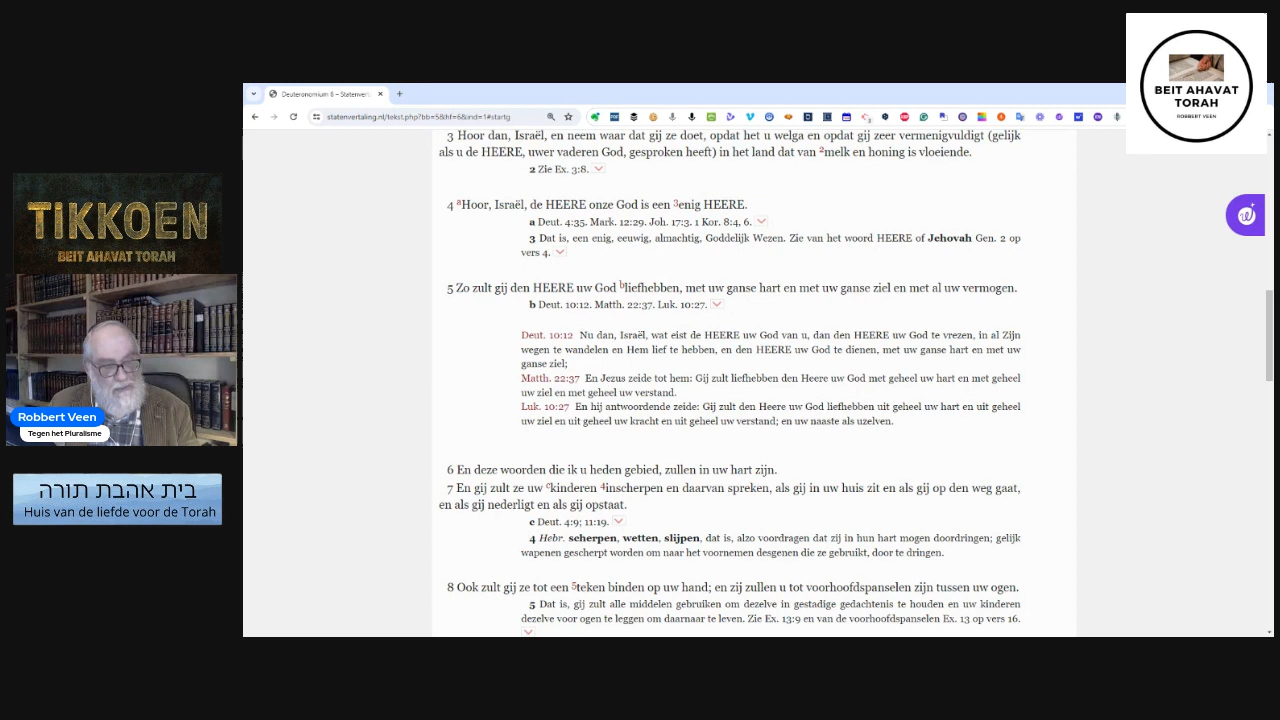 BEIT AHAVAT
TORAH
ROBBERT VEEN
Deuteronomium 6 – Statenvert
statenvertaling.nl/tekst.php?bb=5&hf=6&ind=1#startg
3 Hoor dan, Israël, en neem waar dat gij ze doet, opdat het u welga en opdat gij zeer vermenigvuldigt (gelijk
als u de HEERE, uwer vaderen God, gesproken heeft) in het land dat van 2melk en honing is vloeiende.
2 Zie Ex. 3:8.
4 aHoor, Israël, de HEERE onze God is een 3enig HEERE.
a Deut. 4:35. Mark. 12:29. Joh. 17:3. 1 Kor. 8:4, 6.
3 Dat is, een enig, eeuwig, almachtig, Goddelijk Wezen. Zie van het woord HEERE of Jehovah Gen. 2 op
vers 4.
5 Zo zult gij den HEERE uw God bliefhebben, met uw ganse hart en met uw ganse ziel en met al uw vermogen.
b Deut. 10:12. Matth. 22:37. Luk. 10:27.
Deut. 10:12 Nu dan, Israël, wat eist de HEERE uw God van u, dan den HEERE uw God te vrezen, in al Zijn
wegen te wandelen en Hem lief te hebben, en den HEERE uw God te dienen, met uw ganse hart en met uw
ganse ziel;
Matth. 22:37 En Jezus zeide tot hem: Gij zult liefhebben den Heere uw God met geheel uw hart en met geheel
uw ziel en met geheel uw verstand.
Luk. 10:27 En hij antwoordende zeide: Gij zult den Heere uw God liefhebben uit geheel uw hart en uit geheel
uw ziel en uit geheel uw kracht en uit geheel uw verstand; en uw naaste als uzelven.
6 En deze woorden die ik u heden gebied, zullen in uw hart zijn.
7 En gij zult ze uw ckinderen 4inscherpen en daarvan spreken, als gij in uw huis zit en als gij op den weg gaat,
en als gij nederligt en als gij opstaat.
c Deut. 4:9; 11:19.
4 Hebr. scherpen, wetten, slijpen, dat is, alzo voordragen dat zij in hun hart mogen doordringen; gelijk
wapenen gescherpt worden om naar het voornemen desgenen die ze gebruikt, door te dringen.
8 Ook zult gij ze tot een 5teken binden op uw hand; en zij zullen u tot voorhoofdspanselen zijn tussen uw ogen.
5 Dat is, gij zult alle middelen gebruiken om dezelve in gestadige gedachtenis te houden en uw kinderen
dezelve voor ogen te leggen om daarnaar te leven. Zie Ex. 13:9 en van de voorhoofdspanselen Ex. 13 op vers 16.
TIKKOEN
BEIT AHAVAT TORAH
Robbert Veen
Tegen het Pluralisme
בית אהבת תורה
Huis van de liefde voor de Torah